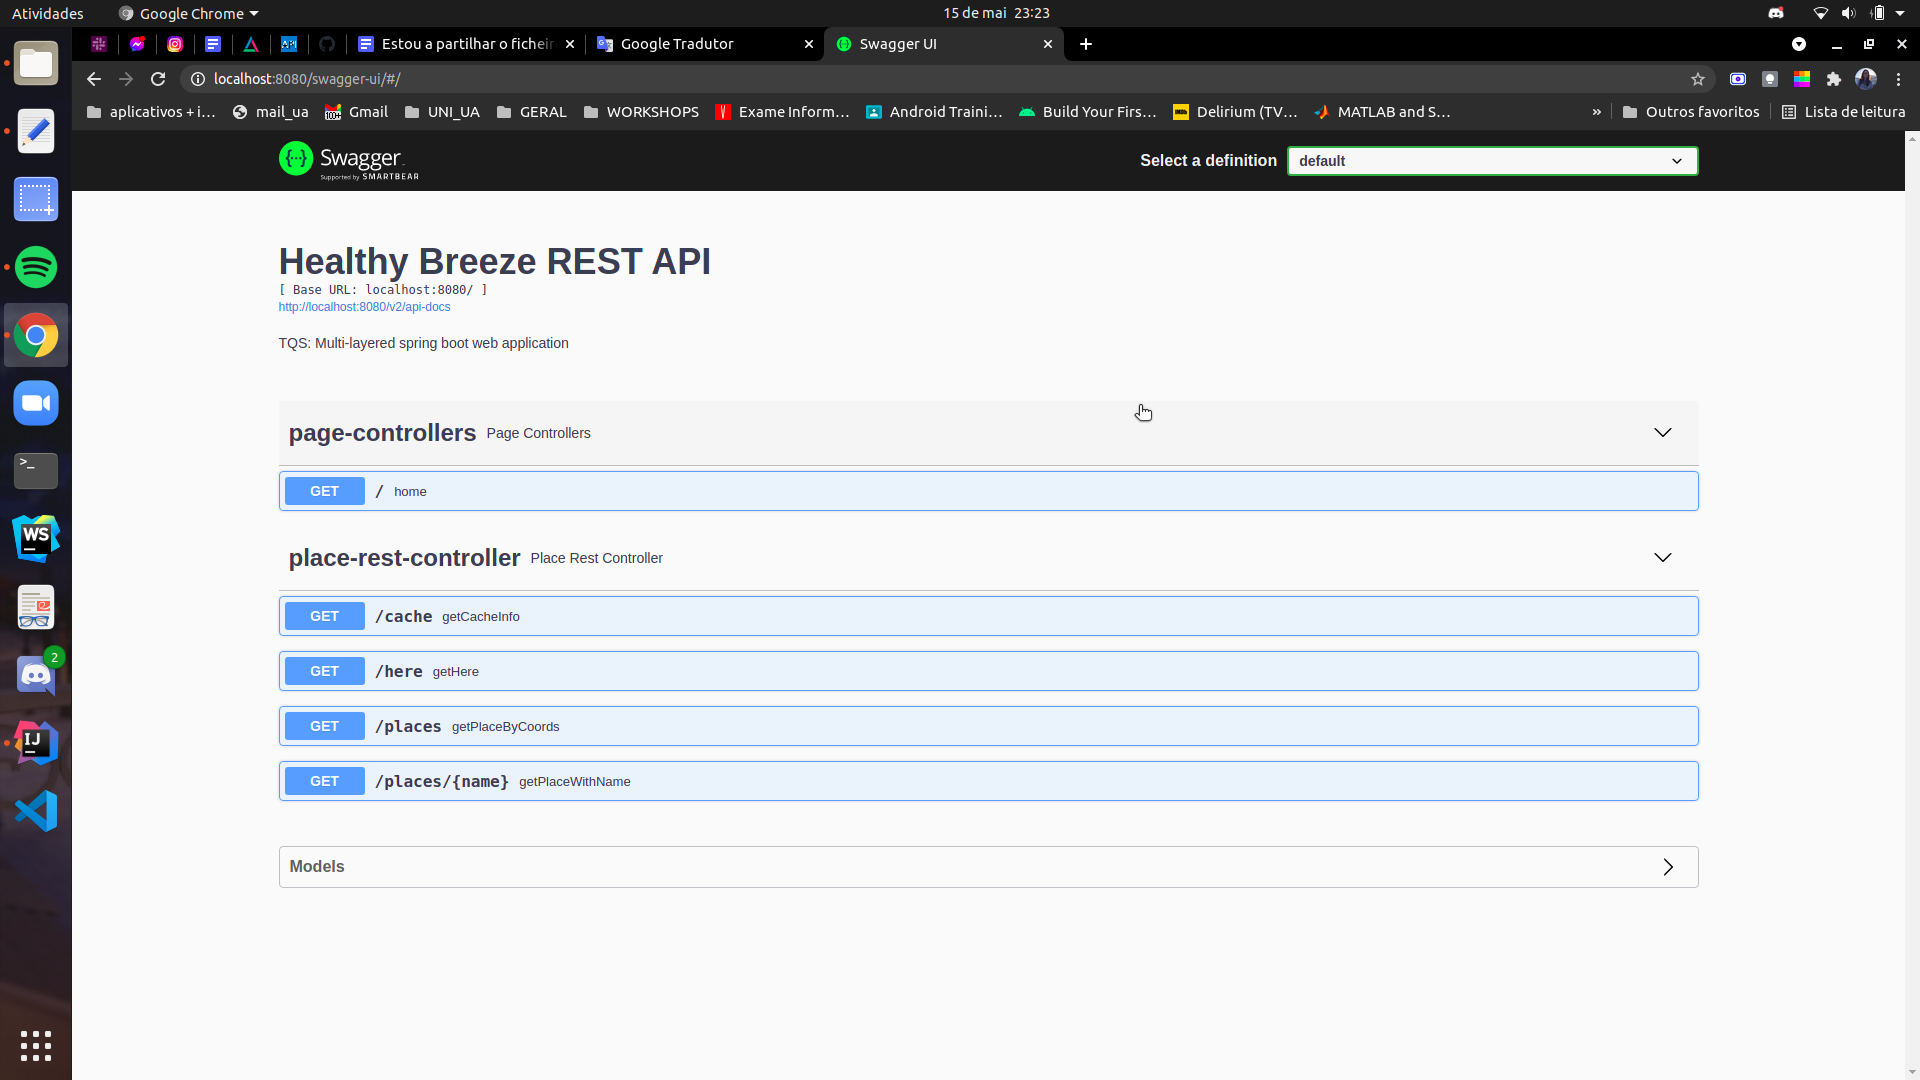 Atividades
Google Chrome
15 de mai 23:23
Estou a partilhar o ficheir
Google Tradutor
Swagger UI
localhost:8080/swagger-ui/#/
aplicativos + i...
mail_ua
Gmail
UNI_UA
GERAL
WORKSHOPS
Exame Inform...
Android Traini...
Build Your Firs...
Delirium (TV...
MATLAB and S...
»
Outros favoritos
Lista de leitura
Swagger
Supported by SMARTBEAR
Select a definition
default
Healthy Breeze REST API
[ Base URL: localhost:8080/ ]
http://localhost:8080/v2/api-docs
TQS: Multi-layered spring boot web application
page-controllers Page Controllers
GET / home
place-rest-controller Place Rest Controller
GET /cache getCacheInfo
GET /here getHere
GET /places getPlaceByCoords
GET /places/{name} getPlaceWithName
Models
WS
2
IJ